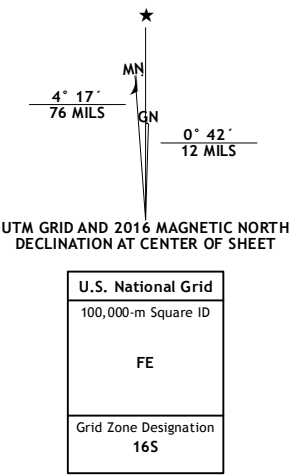 MN
4° 17´
76 MILS
GN
0° 42´
12 MILS
UTM GRID AND 2016 MAGNETIC NORTH
DECLINATION AT CENTER OF SHEET
U.S. National Grid
100,000-m Square ID
FE
Grid Zone Designation
16S